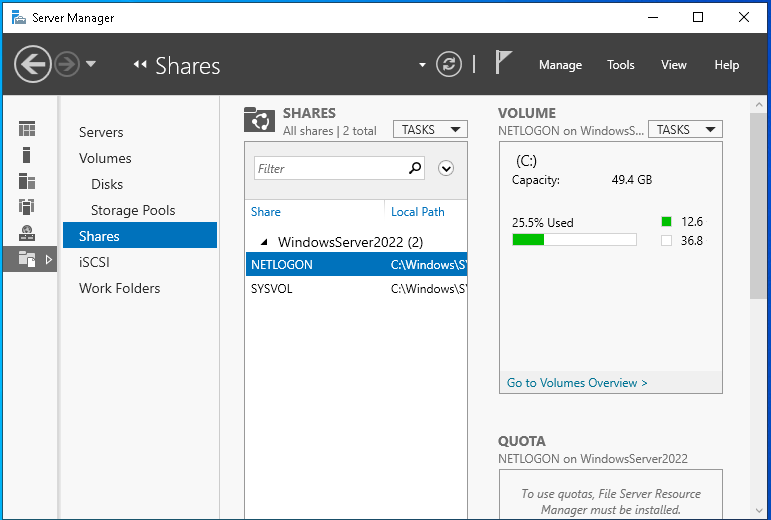 Server Manager
Shares
Manage
Tools
View
Help
Servers
Volumes
Disks
Storage Pools
Shares
iSCSI
Work Folders
SHARES
All shares | 2 total
TASKS
Filter
Share Local Path
WindowsServer2022 (2)
NETLOGON C:\Windows\S
SYSVOL C:\Windows\S
VOLUME
NETLOGON on WindowsS...
TASKS
(C:)
Capacity: 49.4 GB
25.5% Used
12.6
36.8
Go to Volumes Overview >
QUOTA
NETLOGON on WindowsServer2022
To use quotas, File Server Resource
Manager must be installed.